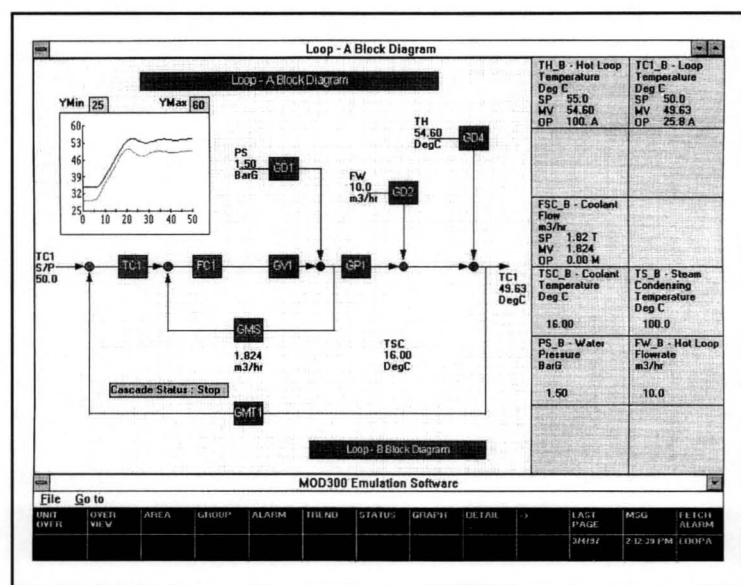 Loop - A Block Diagram
Loop - A Block Diagram
YMin 25 YMax 60
60
53
46
39
32
25
0 10 20 30 40 50
PS
1.50
BarG
GD1
FW
10.0
m3/hr
GD2
TH
54.60
DegC
GD4
TC1
S/P
50.0
TC1
FC1
GV1
GP1
TC1
49.63
DegC
GMS
1.824
m3/hr
TSC
16.00
DegC
Cascade Status : Stop
GMT1
Loop - B Block Diagram
TH_B - Hot Loop
Temperature
Deg C
SP 55.0
MV 54.60
OP 100. A
TC1_B - Loop
Temperature
Deg C
SP 50.0
MV 49.63
OP 25.8 A
FSC_B - Coolant
Flow
m3/hr
SP 1.82 T
MV 1.824
OP 0.00 M
TSC_B - Coolant
Temperature
Deg C
16.00
TS_B - Steam
Condensing
Temperature
Deg C
100.0
PS_B - Water
Pressure
BarG
1.50
FW_B - Hot Loop
Flowrate
m3/hr
10.0
MOD300 Emulation Software
File Go to
UNIT OVER
OVER VIEW
AREA
GROUP
ALARM
TREND
STATUS
GRAPH
DETAIL
->
LAST PAGE
MSG
FETCH ALARM
3/4/97
2:12:39 PM
LOOPA